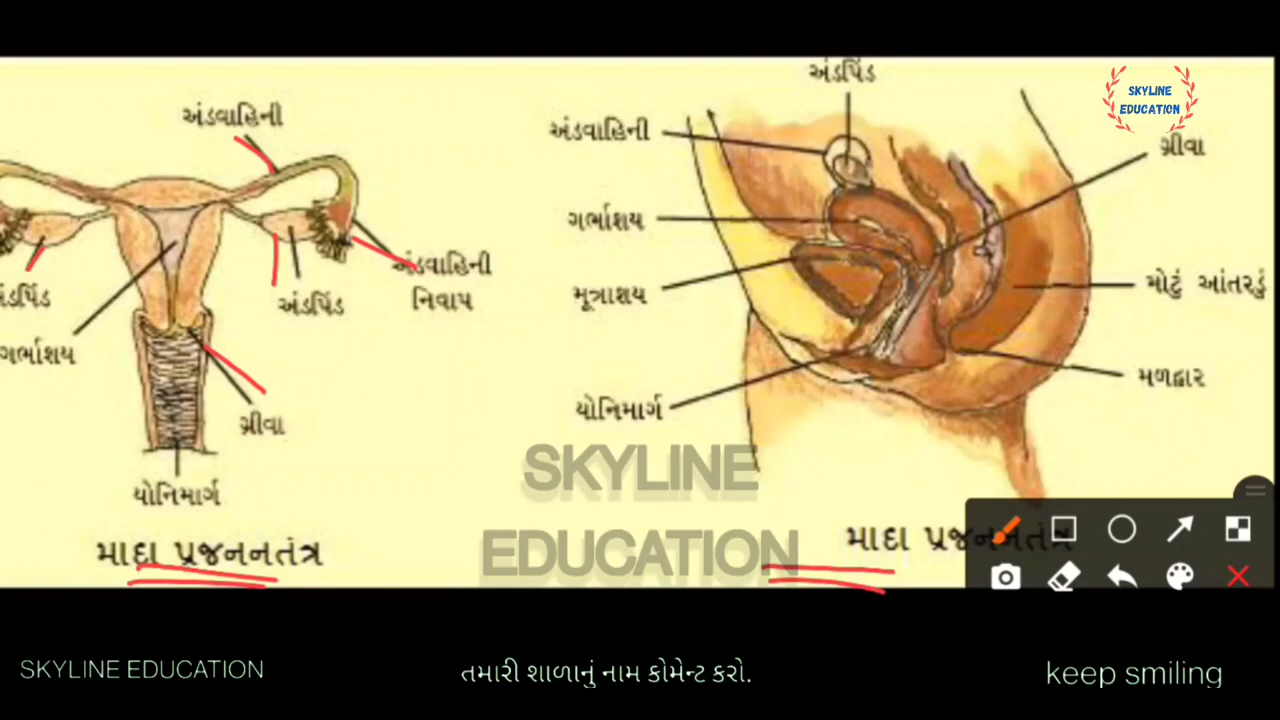 અંડવાહિની
અંડવાહિની
નિવાપ
અંડપિંડ
અંડપિંડ
ગર્ભાશય
ગ્રીવા
યોનિમાર્ગ
માદા પ્રજનનતંત્ર
અંડપિંડ
અંડવાહિની
ગ્રીવા
ગર્ભાશય
મૂત્રાશય
મોટું આંતરડું
મળદ્વાર
યોનિમાર્ગ
માદા પ્રજનનતંત્ર
SKYLINE
EDUCATION
SKYLINE
EDUCATION
SKYLINE EDUCATION
તમારી શાળાનું નામ કોમેન્ટ કરો.
keep smiling